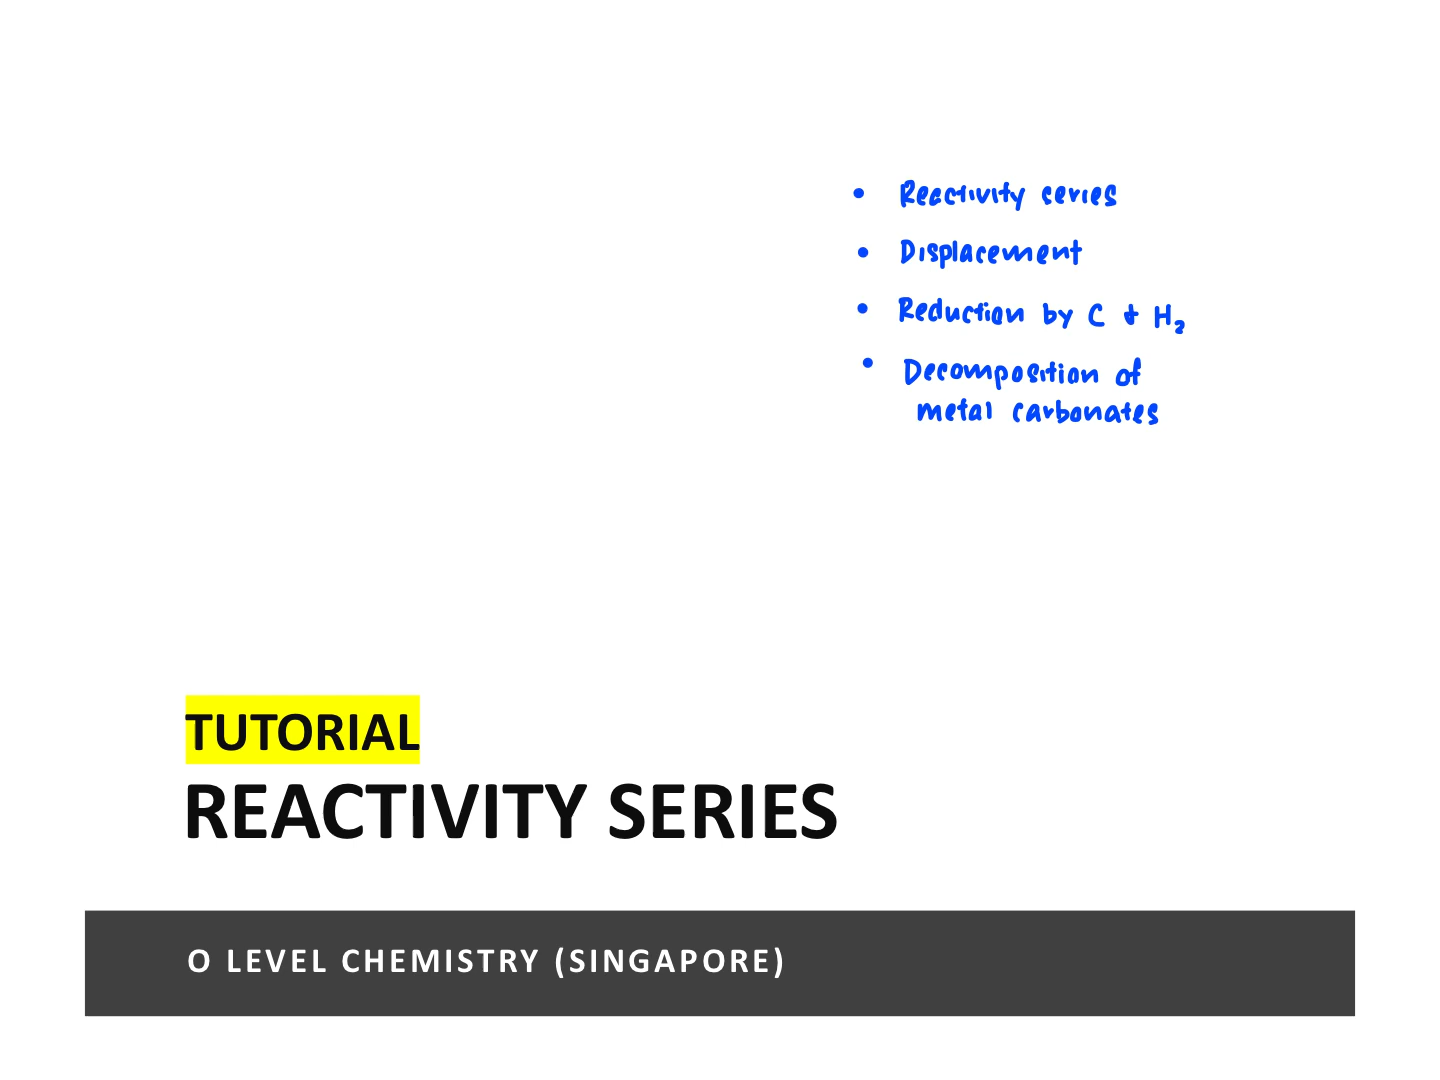 • Reactivity series
• Displacement
• Reduction by C & H₂
• Decomposition of
metal carbonates
TUTORIAL
REACTIVITY SERIES
O LEVEL CHEMISTRY (SINGAPORE)